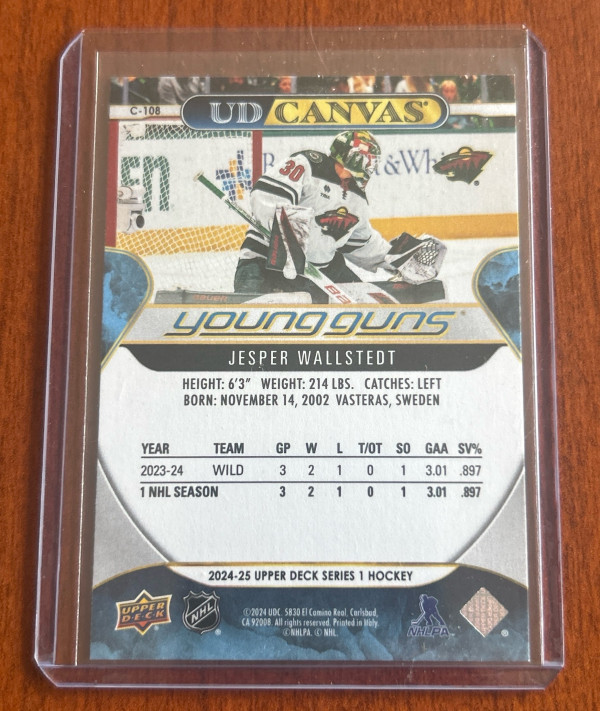 C-108
UD CANVAS
30
& Whi
YOUNG GUNS
JESPER WALLSTEDT
HEIGHT: 6'3" WEIGHT: 214 LBS. CATCHES: LEFT
BORN: NOVEMBER 14, 2002 VASTERAS, SWEDEN
YEAR TEAM GP W L T/OT SO GAA SV%
2023-24 WILD 3 2 1 0 1 3.01 .897
1 NHL SEASON 3 2 1 0 1 3.01 .897
2024-25 UPPER DECK SERIES 1 HOCKEY
UPPER DECK
NHL
©2024 UDC. 5830 El Camino Real, Carlsbad,
CA 92008. All rights reserved. Printed in Italy.
©NHLPA. © NHL.
NHLPA